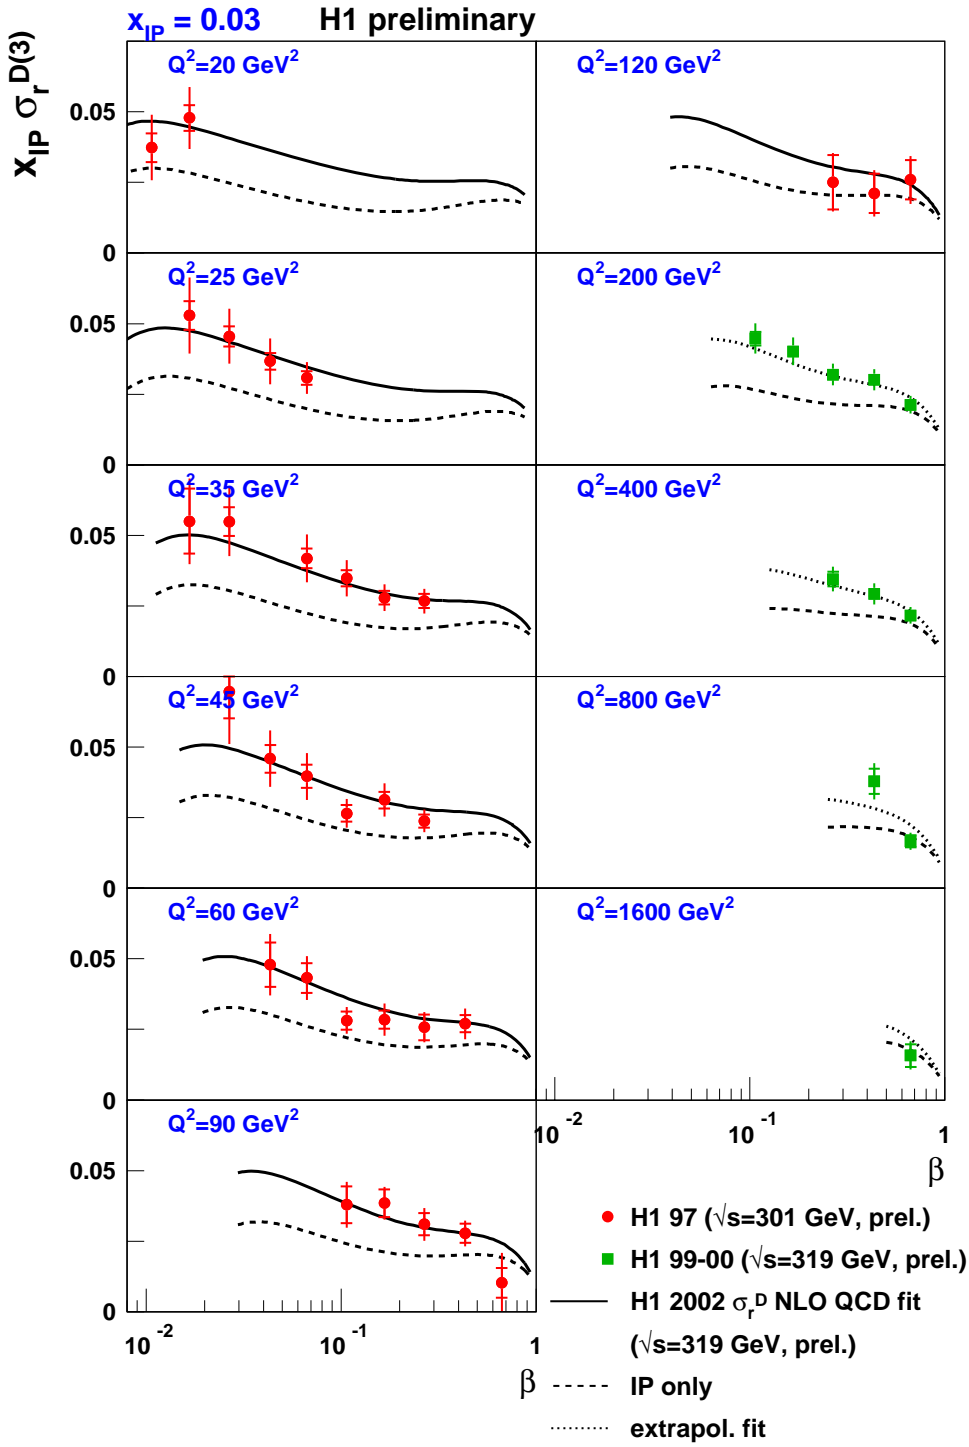 x_IP = 0.03 H1 preliminary
x_IP σ_r^D(3)
Q²=20 GeV²
Q²=120 GeV²
0.05
0
Q²=25 GeV²
Q²=200 GeV²
0.05
0
Q²=35 GeV²
Q²=400 GeV²
0.05
0
Q²=45 GeV²
Q²=800 GeV²
0.05
0
Q²=60 GeV²
Q²=1600 GeV²
0.05
0
10⁻² 10⁻¹ 1
β
Q²=90 GeV²
0.05
0
10⁻² 10⁻¹ 1
β
H1 97 (√s=301 GeV, prel.)
H1 99-00 (√s=319 GeV, prel.)
H1 2002 σ_r^D NLO QCD fit
(√s=319 GeV, prel.)
IP only
extrapol. fit